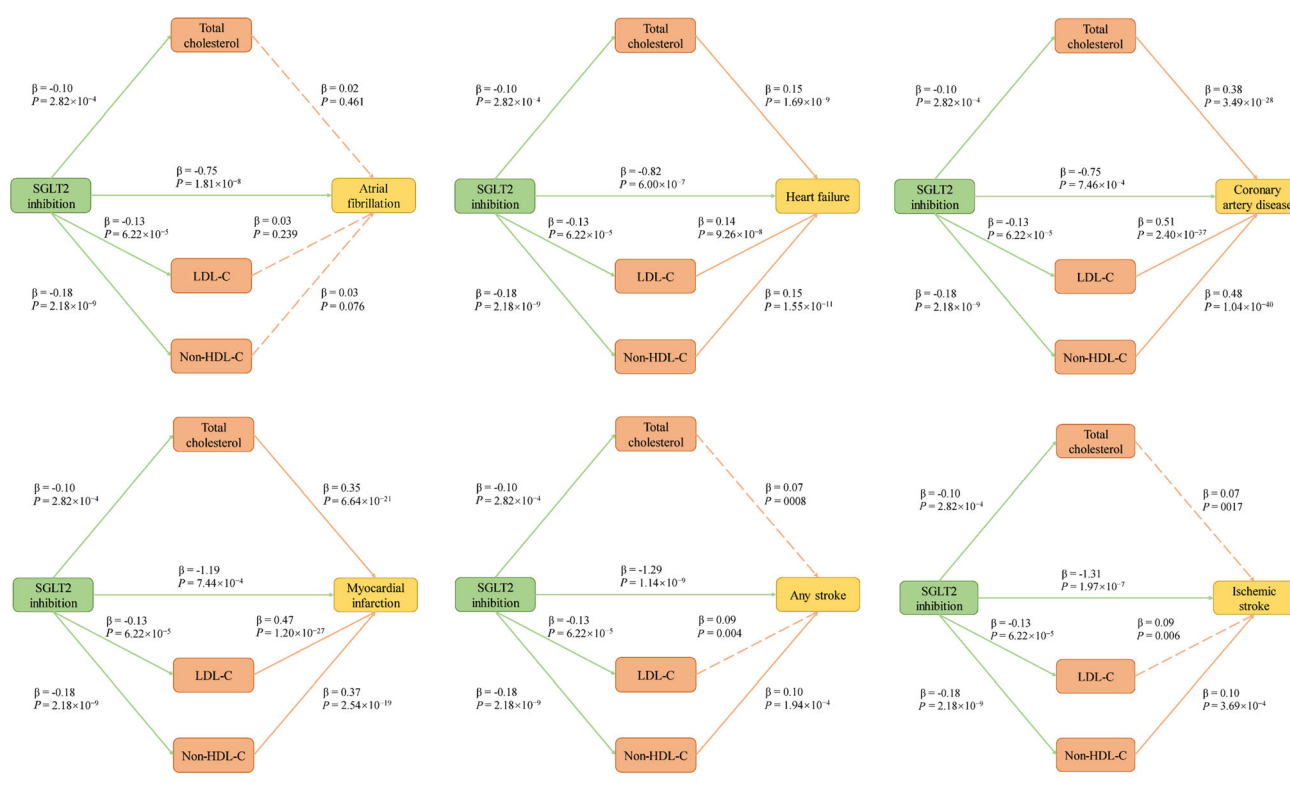 Total
cholesterol
β = -0.10
P = 2.82×10⁻⁴
β = 0.02
P = 0.461
β = -0.75
P = 1.81×10⁻⁸
SGLT2
inhibition
Atrial
fibrillation
β = -0.13
P = 6.22×10⁻⁵
β = 0.03
P = 0.239
LDL-C
β = -0.18
P = 2.18×10⁻⁹
β = 0.03
P = 0.076
Non-HDL-C
Total
cholesterol
β = -0.10
P = 2.82×10⁻⁴
β = 0.15
P = 1.69×10⁻⁹
β = -0.82
P = 6.00×10⁻⁷
SGLT2
inhibition
Heart failure
β = -0.13
P = 6.22×10⁻⁵
β = 0.14
P = 9.26×10⁻⁸
LDL-C
β = -0.18
P = 2.18×10⁻⁹
β = 0.15
P = 1.55×10⁻¹¹
Non-HDL-C
Total
cholesterol
β = -0.10
P = 2.82×10⁻⁴
β = 0.38
P = 3.49×10⁻²⁸
β = -0.75
P = 7.46×10⁻⁴
SGLT2
inhibition
Coronary
artery disease
β = -0.13
P = 6.22×10⁻⁵
β = 0.51
P = 2.40×10⁻³⁷
LDL-C
β = -0.18
P = 2.18×10⁻⁹
β = 0.48
P = 1.04×10⁻⁴⁰
Non-HDL-C
Total
cholesterol
β = -0.10
P = 2.82×10⁻⁴
β = 0.35
P = 6.64×10⁻²¹
β = -1.19
P = 7.44×10⁻⁴
SGLT2
inhibition
Myocardial
infarction
β = -0.13
P = 6.22×10⁻⁵
β = 0.47
P = 1.20×10⁻²⁷
LDL-C
β = -0.18
P = 2.18×10⁻⁹
β = 0.37
P = 2.54×10⁻¹⁹
Non-HDL-C
Total
cholesterol
β = -0.10
P = 2.82×10⁻⁴
β = 0.07
P = 0008
β = -1.29
P = 1.14×10⁻⁹
SGLT2
inhibition
Any stroke
β = -0.13
P = 6.22×10⁻⁵
β = 0.09
P = 0.004
LDL-C
β = -0.18
P = 2.18×10⁻⁹
β = 0.10
P = 1.94×10⁻⁴
Non-HDL-C
Total
cholesterol
β = -0.10
P = 2.82×10⁻⁴
β = 0.07
P = 0017
β = -1.31
P = 1.97×10⁻⁷
SGLT2
inhibition
Ischemic
stroke
β = -0.13
P = 6.22×10⁻⁵
β = 0.09
P = 0.006
LDL-C
β = -0.18
P = 2.18×10⁻⁹
β = 0.10
P = 3.69×10⁻⁴
Non-HDL-C